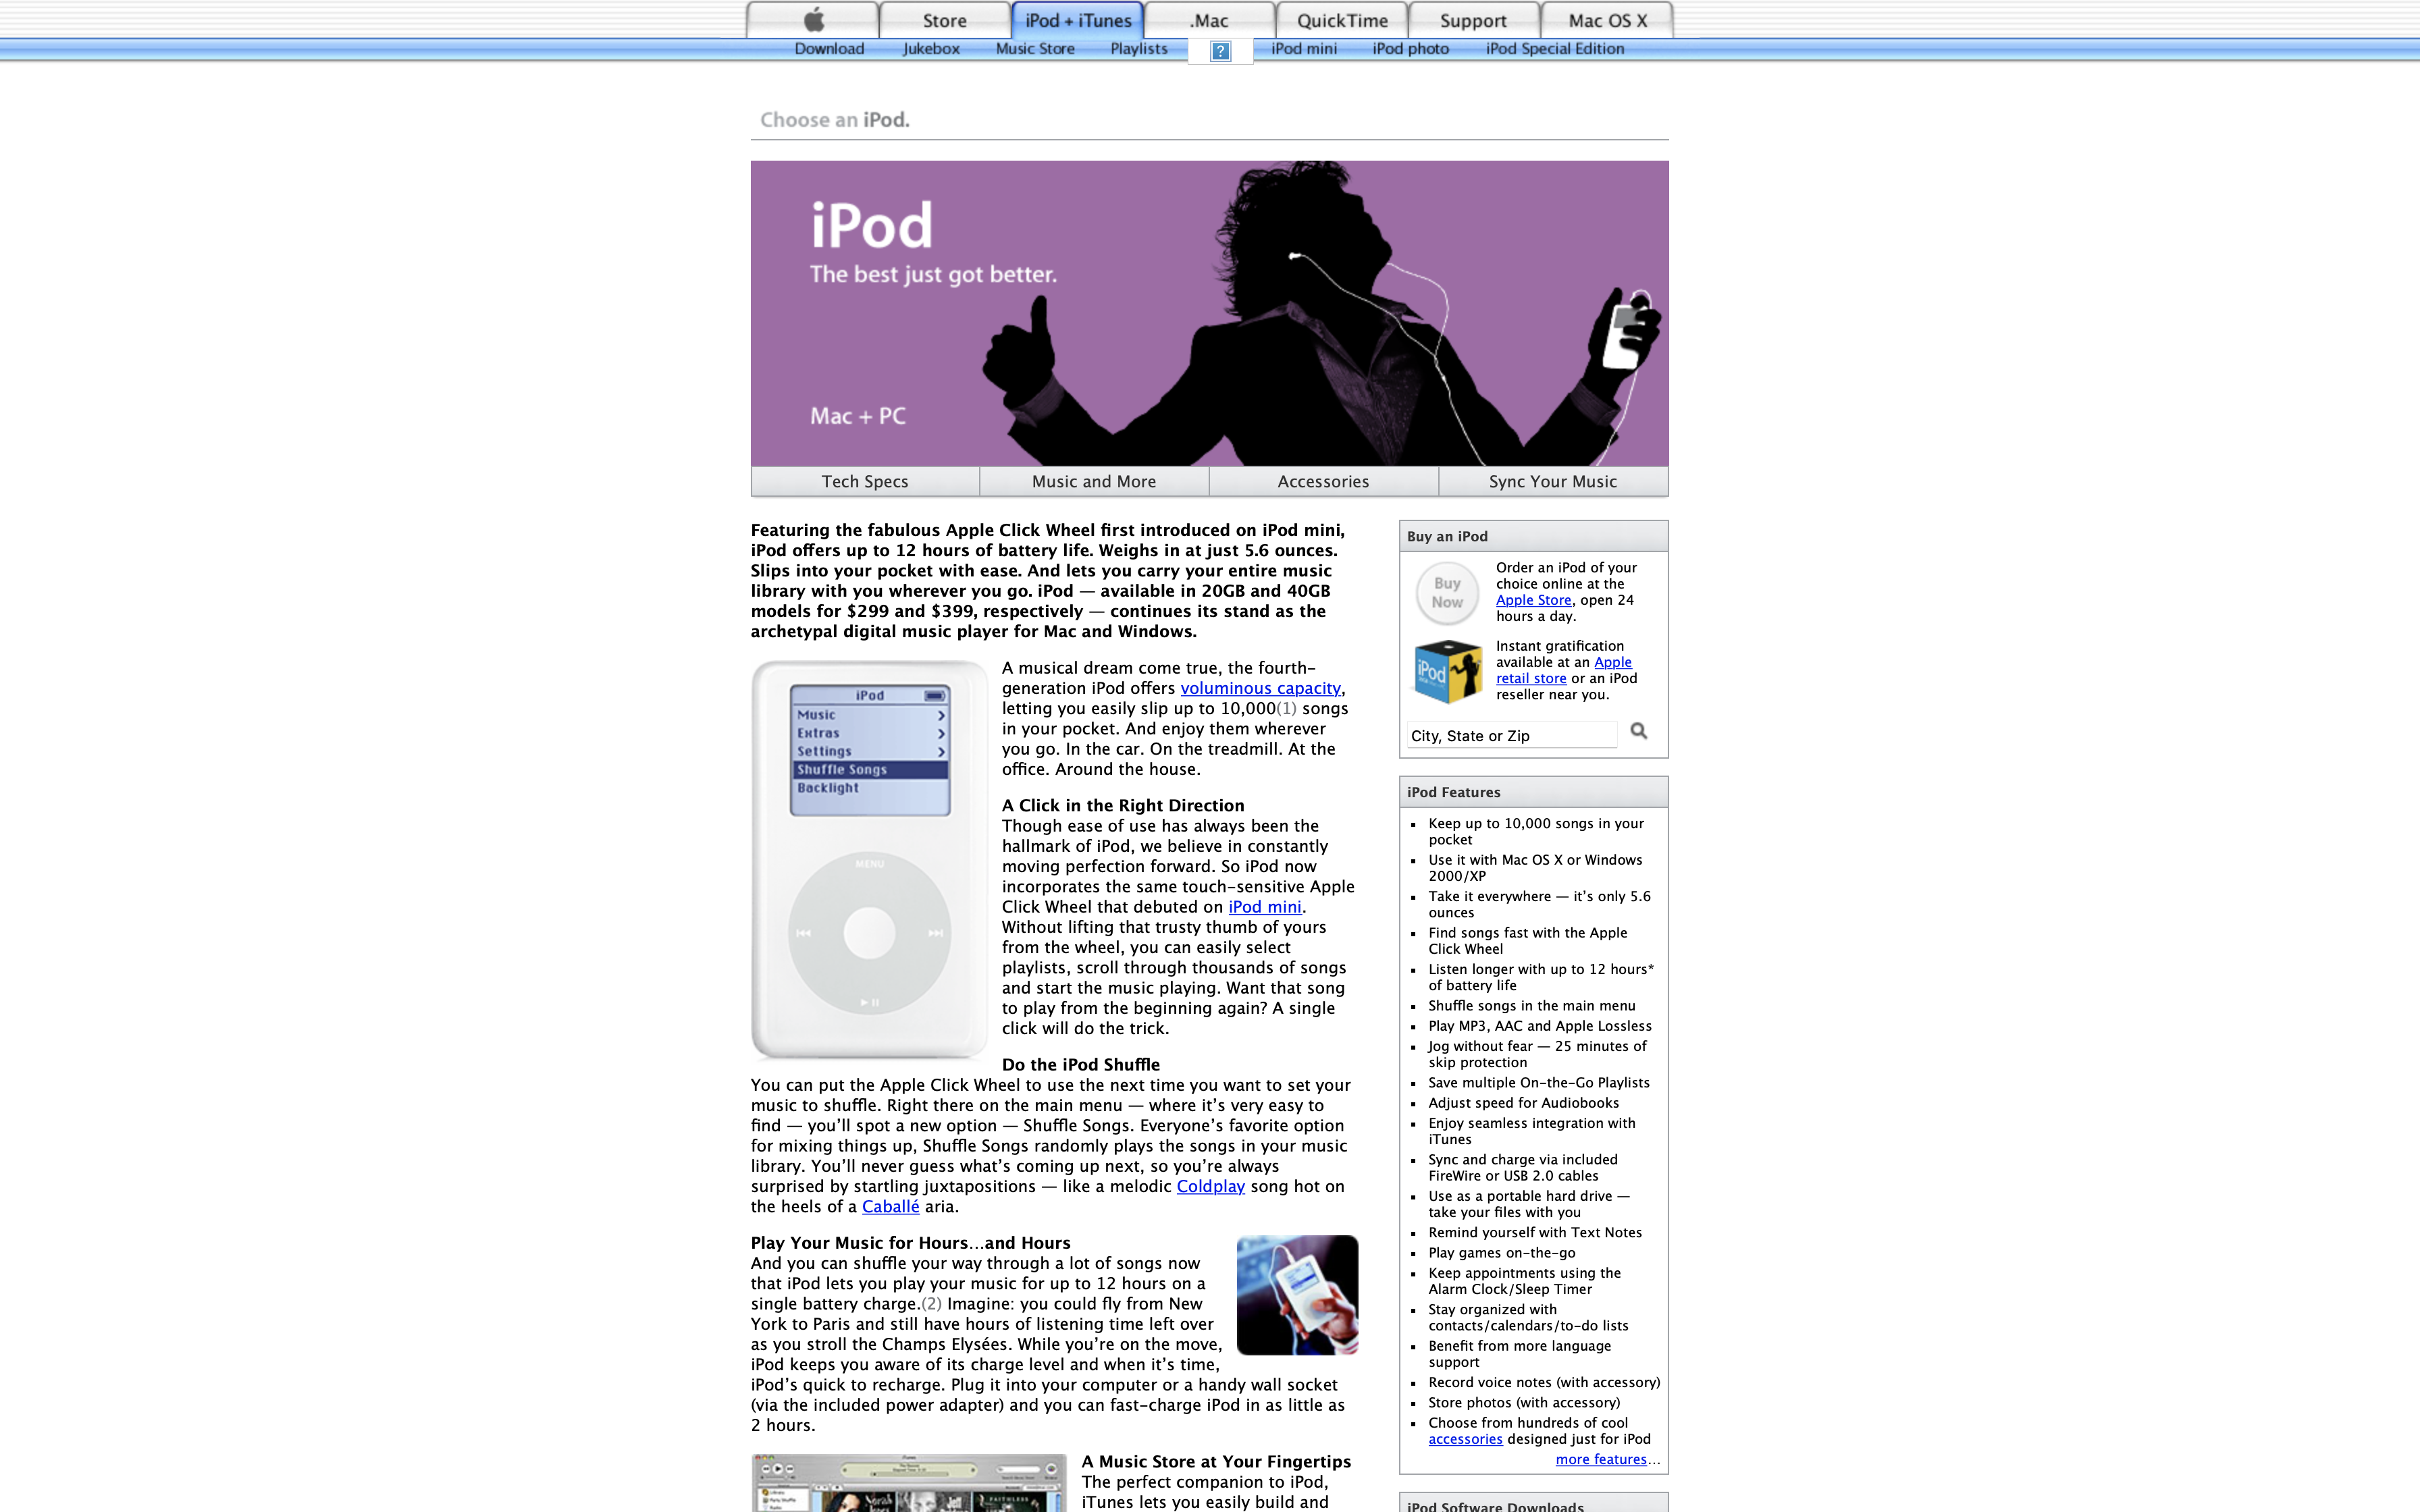 Store
iPod + iTunes
.Mac
QuickTime
Support
Mac OS X
Download
Jukebox
Music Store
Playlists
?
iPod mini
iPod photo
iPod Special Edition
Choose an iPod.
iPod
The best just got better.
Mac + PC
Tech Specs
Music and More
Accessories
Sync Your Music
Featuring the fabulous Apple Click Wheel first introduced on iPod mini,
iPod offers up to 12 hours of battery life. Weighs in at just 5.6 ounces.
Slips into your pocket with ease. And lets you carry your entire music
library with you wherever you go. iPod — available in 20GB and 40GB
models for $299 and $399, respectively — continues its stand as the
archetypal digital music player for Mac and Windows.
iPod
Music
Extras
Settings
Shuffle Songs
Backlight
MENU
A musical dream come true, the fourth-
generation iPod offers voluminous capacity,
letting you easily slip up to 10,000(1) songs
in your pocket. And enjoy them wherever
you go. In the car. On the treadmill. At the
office. Around the house.
A Click in the Right Direction
Though ease of use has always been the
hallmark of iPod, we believe in constantly
moving perfection forward. So iPod now
incorporates the same touch-sensitive Apple
Click Wheel that debuted on iPod mini.
Without lifting that trusty thumb of yours
from the wheel, you can easily select
playlists, scroll through thousands of songs
and start the music playing. Want that song
to play from the beginning again? A single
click will do the trick.
Do the iPod Shuffle
You can put the Apple Click Wheel to use the next time you want to set your
music to shuffle. Right there on the main menu — where it's very easy to
find — you'll spot a new option — Shuffle Songs. Everyone's favorite option
for mixing things up, Shuffle Songs randomly plays the songs in your music
library. You'll never guess what's coming up next, so you're always
surprised by startling juxtapositions — like a melodic Coldplay song hot on
the heels of a Caballé aria.
Play Your Music for Hours...and Hours
And you can shuffle your way through a lot of songs now
that iPod lets you play your music for up to 12 hours on a
single battery charge.(2) Imagine: you could fly from New
York to Paris and still have hours of listening time left over
as you stroll the Champs Elysées. While you're on the move,
iPod keeps you aware of its charge level and when it's time,
iPod's quick to recharge. Plug it into your computer or a handy wall socket
(via the included power adapter) and you can fast-charge iPod in as little as
2 hours.
A Music Store at Your Fingertips
The perfect companion to iPod,
iTunes lets you easily build and
Buy an iPod
Buy
Now
Order an iPod of your
choice online at the
Apple Store, open 24
hours a day.
iPod
Instant gratification
available at an Apple
retail store or an iPod
reseller near you.
City, State or Zip
iPod Features
Keep up to 10,000 songs in your
pocket
Use it with Mac OS X or Windows
2000/XP
Take it everywhere — it's only 5.6
ounces
Find songs fast with the Apple
Click Wheel
Listen longer with up to 12 hours*
of battery life
Shuffle songs in the main menu
Play MP3, AAC and Apple Lossless
Jog without fear — 25 minutes of
skip protection
Save multiple On-the-Go Playlists
Adjust speed for Audiobooks
Enjoy seamless integration with
iTunes
Sync and charge via included
FireWire or USB 2.0 cables
Use as a portable hard drive —
take your files with you
Remind yourself with Text Notes
Play games on-the-go
Keep appointments using the
Alarm Clock/Sleep Timer
Stay organized with
contacts/calendars/to-do lists
Benefit from more language
support
Record voice notes (with accessory)
Store photos (with accessory)
Choose from hundreds of cool
accessories designed just for iPod
more features...
iPod Software Downloads